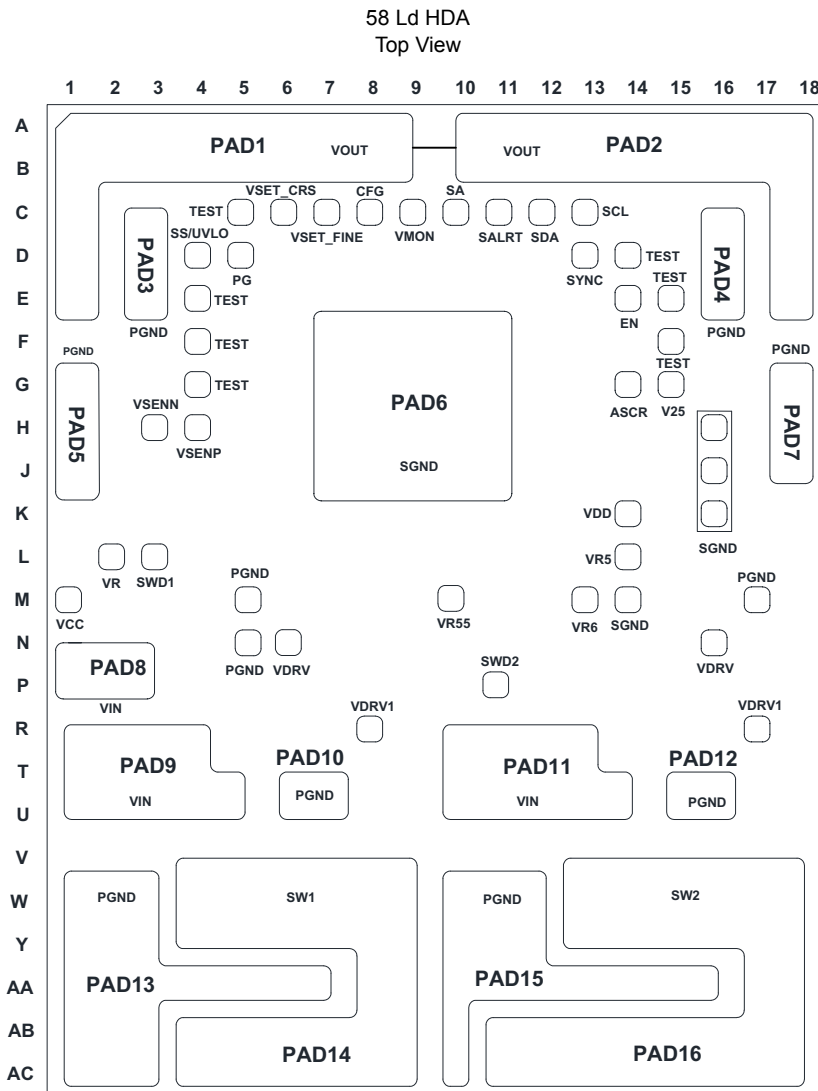 58 Ld HDA
Top View
1 2 3 4 5 6 7 8 9 10 11 12 13 14 15 16 17 18
A
PAD1 VOUT VOUT PAD2
B
VSET_CRS CFG SA
C TEST SCL
SS/UVLO VSET_FINE VMON SALRT SDA
D PAD3 PG SYNC TEST PAD4
TEST
E TEST EN
PGND PGND
F TEST
PGND TEST PGND
G TEST ASCR V25
VSENN
H PAD5 PAD6 PAD7
VSENP
J SGND
K VDD
SGND
L VR5
VR SWD1 PGND PGND
M
VCC VR55 VR6 SGND
N PAD8 PGND VDRV SWD2 VDRV
P
VIN VDRV1 VDRV1
R
PAD10 PAD12
T PAD9 PAD11
VIN PGND VIN PGND
U
V
W PGND SW1 PGND SW2
Y
AA PAD13 PAD15
AB
PAD14 PAD16
AC